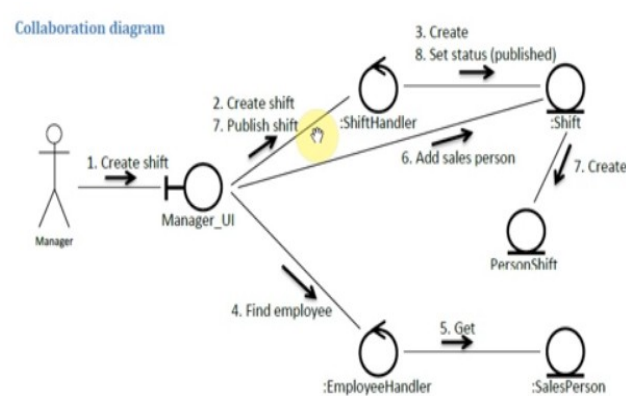 Collaboration diagram
3. Create
8. Set status (published)
2. Create shift
7. Publish shift
:ShiftHandler
:Shift
1. Create shift
6. Add sales person
7. Create
Manager_UI
Manager
PersonShift
4. Find employee
5. Get
:EmployeeHandler
:SalesPerson